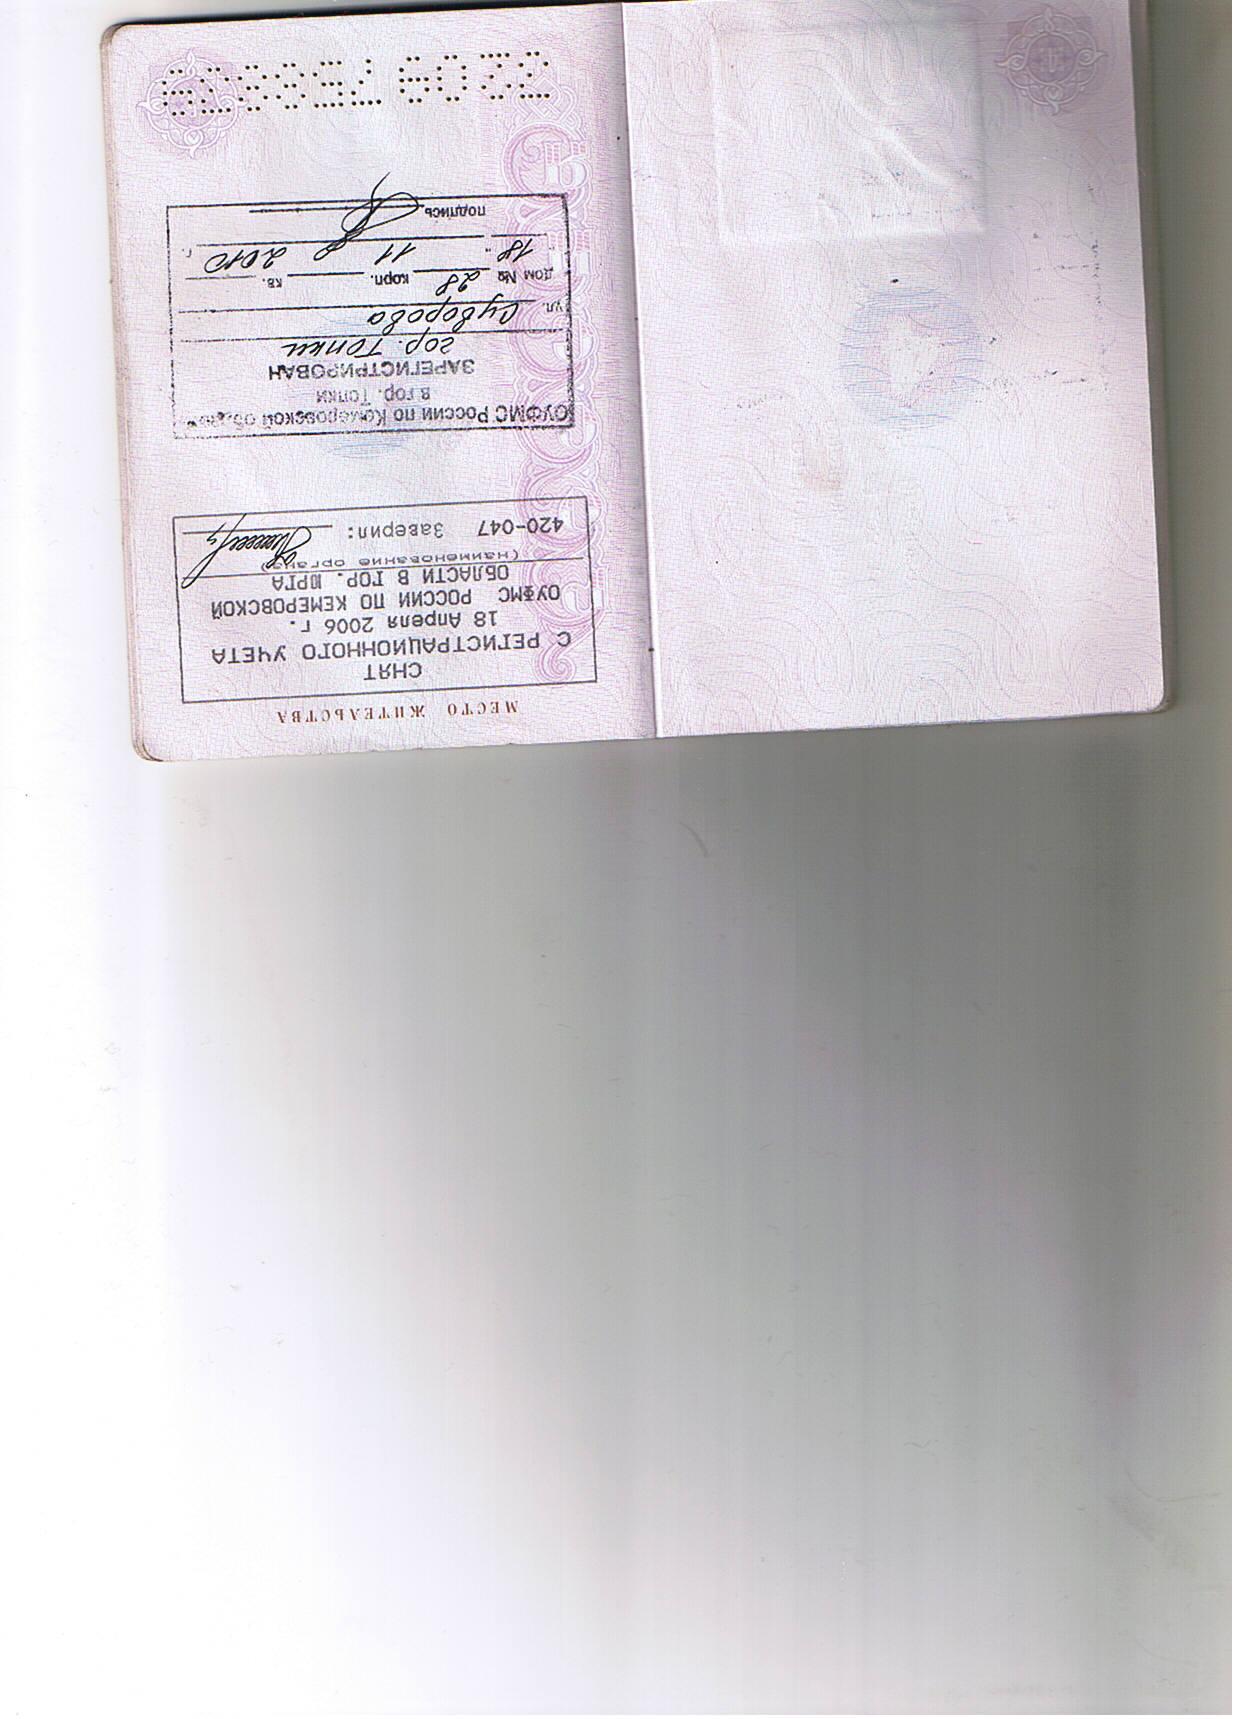 МЕСТО ЖИТЕЛЬСТВА
СНЯТ
С РЕГИСТРАЦИОННОГО УЧЕТА
18 Апреля 2006 г.
ОУФМС РОССИИ ПО КЕМЕРОВСКОЙ
ОБЛАСТИ В ГОР. ЮРГА
(наименование органа)
420-047 Заверил:
ОУФМС России по Кемеровской
в гор. Топки
ЗАРЕГИСТРИРОВАН
гор. Топки
ул. Суворова
дом № 28 корп. кв.
18 " 11 2010 г.
подпись